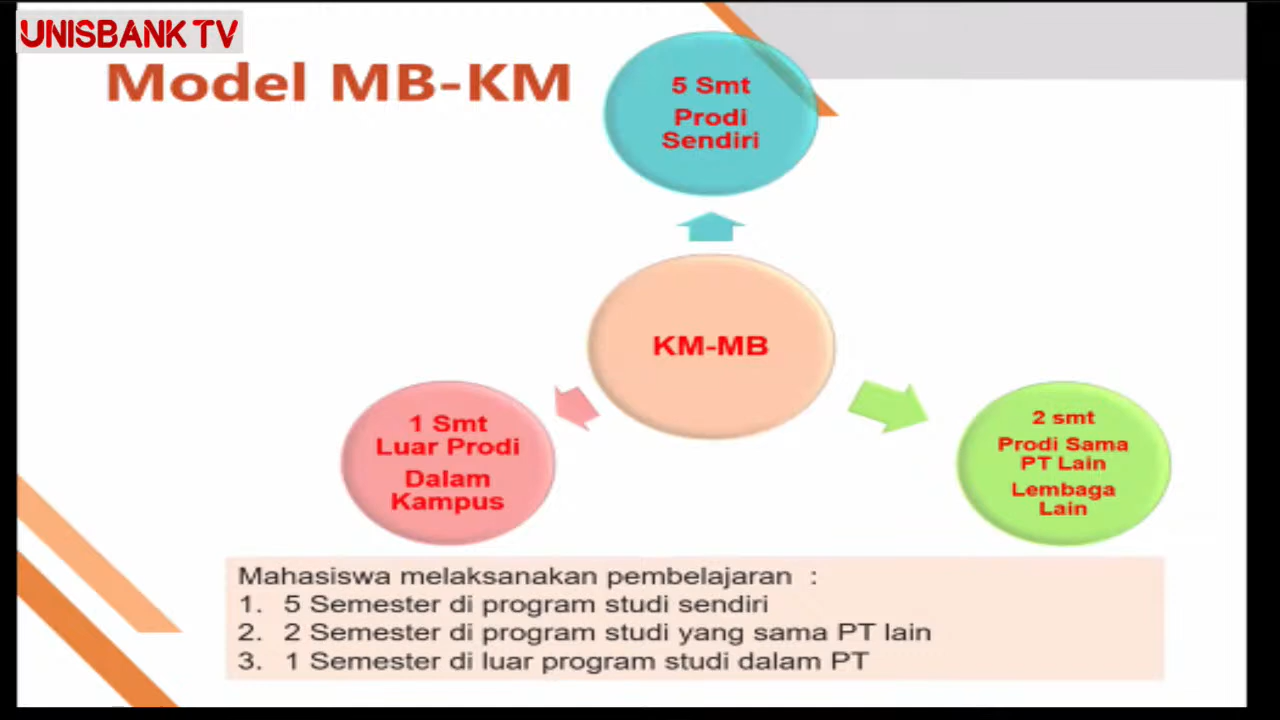 UNISBANK TV
Model MB-KM
5 Smt
Prodi
Sendiri
KM-MB
1 Smt
Luar Prodi
Dalam
Kampus
2 smt
Prodi Sama
PT Lain
Lembaga
Lain
Mahasiswa melaksanakan pembelajaran :
1. 5 Semester di program studi sendiri
2. 2 Semester di program studi yang sama PT lain
3. 1 Semester di luar program studi dalam PT